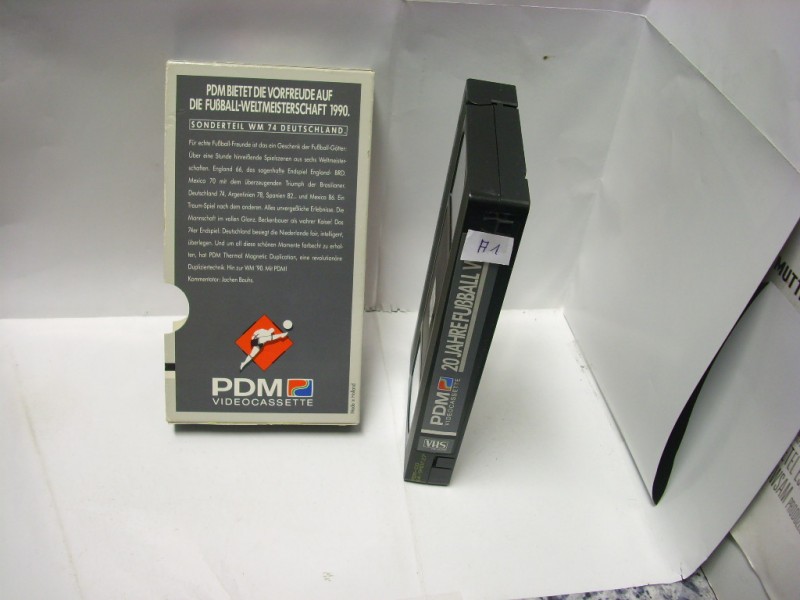 PDM BIETET DIE VORFREUDE AUF
DIE FUßBALL-WELTMEISTERSCHAFT 1990.
SONDERTEIL WM 74 DEUTSCHLAND.
Für echte Fußball-Freunde ist das ein Geschenk der Fußball-Götter.
Über eine Stunde hinreißende Spielszenen aus sechs Weltmeister-
schaften. England 66, das sagenhafte Endspiel England- BRD.
Mexico 70 mit dem überzeugenden Triumph der Brasilianer.
Deutschland 74, Argentinien 78, Spanien 82... und Mexico 86. Ein
Traum-Spiel nach dem anderen. Alles unvergeßliche Erlebnisse. Die
Mannschaft im vollen Glanz. Beckenbauer als wahrer Kaiser! Das
74er Endspiel: Deutschland besiegt die Niederlande fair, intelligent,
überlegen. Und um all diese schönen Momente farbecht zu erhal-
ten, hat PDM Thermal Magnetic Duplication, eine revolutionäre
Dupliziertechnik. Hin zur WM '90. Mit PDM!
Kommentator: Jochen Bouhs.
PDM
VIDEOCASSETTE
Made in Holland
A1
20 JAHRE FUßBALL
PDM
VIDEOCASSETTE
VHS
MUTT